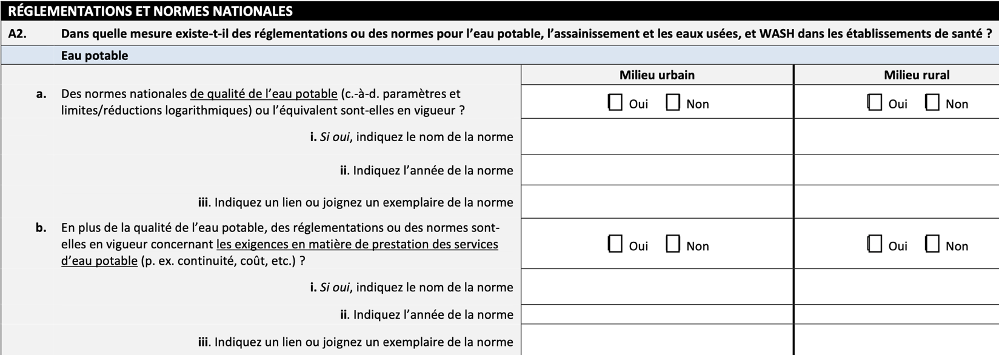 RÉGLEMENTATIONS ET NORMES NATIONALES
A2. Dans quelle mesure existe-t-il des réglementations ou des normes pour l’eau potable, l’assainissement et les eaux usées, et WASH dans les établissements de santé ?
Eau potable
Milieu urbain Milieu rural
a. Des normes nationales de qualité de l’eau potable (c.-à-d. paramètres et
limites/réductions logarithmiques) ou l’équivalent sont-elles en vigueur ?
Oui Non Oui Non
i. Si oui, indiquez le nom de la norme
ii. Indiquez l’année de la norme
iii. Indiquez un lien ou joignez un exemplaire de la norme
b. En plus de la qualité de l’eau potable, des réglementations ou des normes sont-
elles en vigueur concernant les exigences en matière de prestation des services
d’eau potable (p. ex. continuité, coût, etc.) ?
Oui Non Oui Non
i. Si oui, indiquez le nom de la norme
ii. Indiquez l’année de la norme
iii. Indiquez un lien ou joignez un exemplaire de la norme